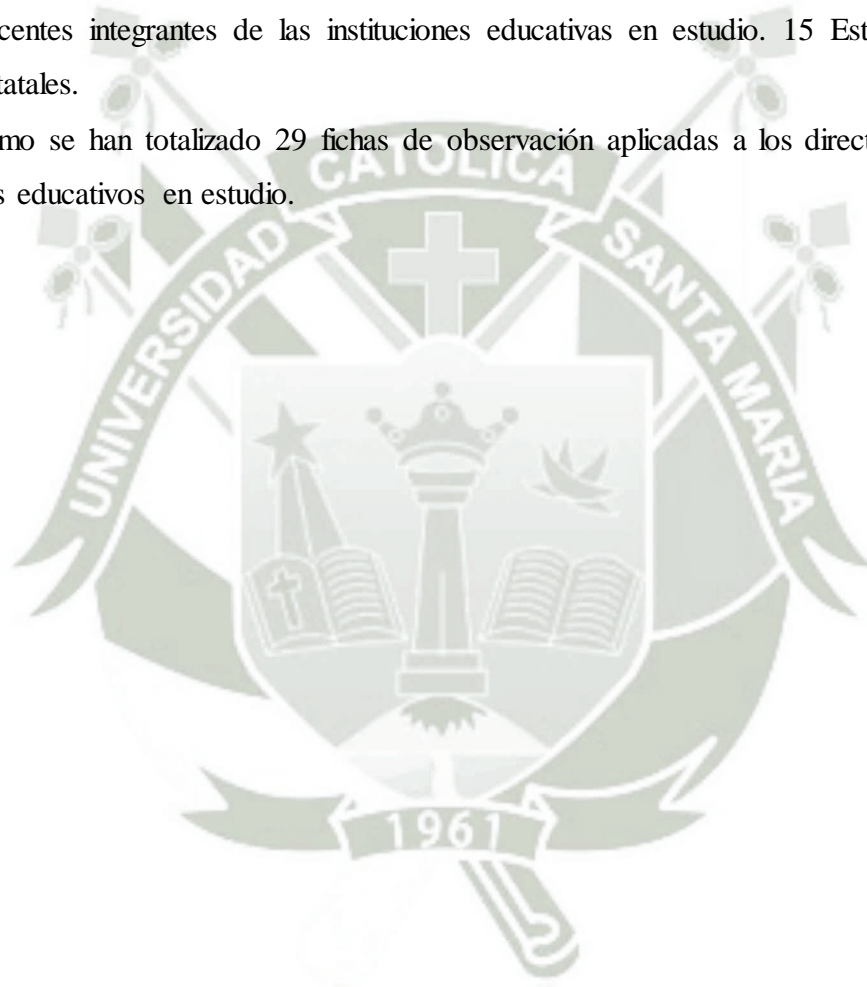 centes integrantes de las instituciones educativas en estudio. 15 Est
tatales.
mo se han totalizado 29 fichas de observación aplicadas a los direct
s educativos en estudio.
UNIVERSIDAD CATOLICA SANTA MARIA
1961